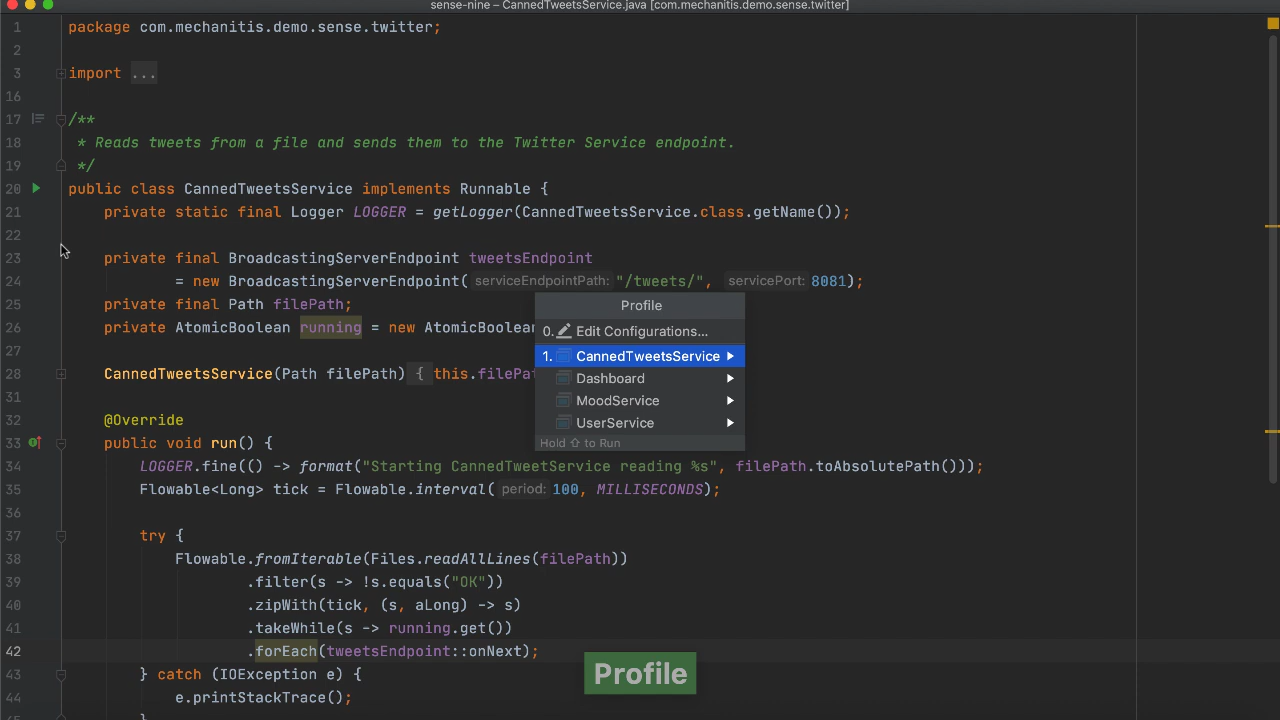 sense-nine – CannedTweetsService.java [com.mechanitis.demo.sense.twitter]
1 package com.mechanitis.demo.sense.twitter;
2
3 import ...
16
17 /**
18 * Reads tweets from a file and sends them to the Twitter Service endpoint.
19 */
20 public class CannedTweetsService implements Runnable {
21 private static final Logger LOGGER = getLogger(CannedTweetsService.class.getName());
22
23 private final BroadcastingServerEndpoint tweetsEndpoint
24 = new BroadcastingServerEndpoint( serviceEndpointPath: "/tweets/", servicePort: 8081);
25 private final Path filePath;
26 private AtomicBoolean running = new AtomicBoolean
27
28 CannedTweetsService(Path filePath) { this.filePat
31
32 @Override
33 public void run() {
34 LOGGER.fine(() -> format("Starting CannedTweetService reading %s", filePath.toAbsolutePath()));
35 Flowable<Long> tick = Flowable.interval( period: 100, MILLISECONDS);
36
37 try {
38 Flowable.fromIterable(Files.readAllLines(filePath))
39 .filter(s -> !s.equals("OK"))
40 .zipWith(tick, (s, aLong) -> s)
41 .takeWhile(s -> running.get())
42 .forEach(tweetsEndpoint::onNext);
43 } catch (IOException e) {
44 e.printStackTrace();
45 }
Profile
0. Edit Configurations...
1. CannedTweetsService
Dashboard
MoodService
UserService
Hold ⇧ to Run
Profile